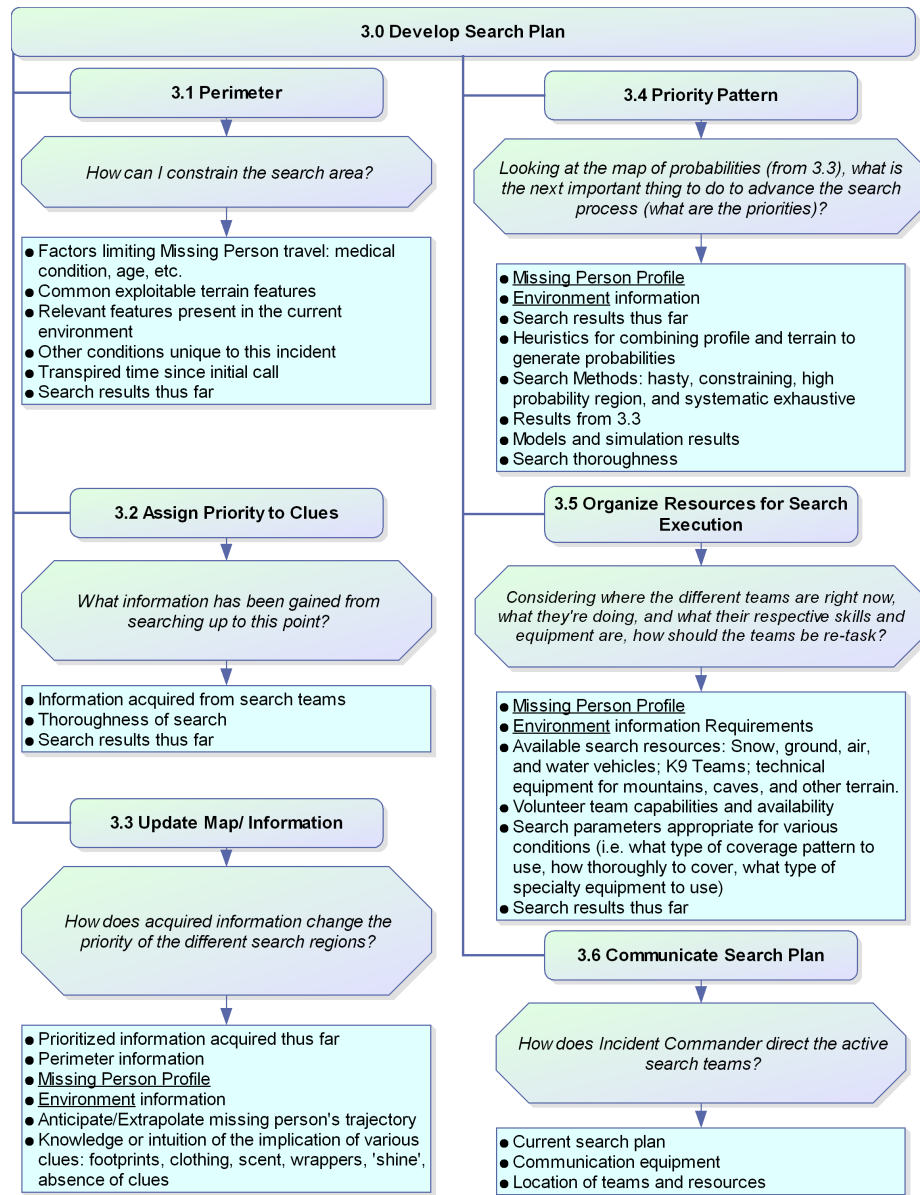 3.0 Develop Search Plan
3.1 Perimeter
How can I constrain the search area?
● Factors limiting Missing Person travel: medical
condition, age, etc.
● Common exploitable terrain features
● Relevant features present in the current
environment
● Other conditions unique to this incident
● Transpired time since initial call
● Search results thus far
3.2 Assign Priority to Clues
What information has been gained from
searching up to this point?
● Information acquired from search teams
● Thoroughness of search
● Search results thus far
3.3 Update Map/ Information
How does acquired information change the
priority of the different search regions?
● Prioritized information acquired thus far
● Perimeter information
● Missing Person Profile
● Environment information
● Anticipate/Extrapolate missing person's trajectory
● Knowledge or intuition of the implication of various
clues: footprints, clothing, scent, wrappers, 'shine',
absence of clues
3.4 Priority Pattern
Looking at the map of probabilities (from 3.3), what is
the next important thing to do to advance the search
process (what are the priorities)?
● Missing Person Profile
● Environment information
● Search results thus far
● Heuristics for combining profile and terrain to
generate probabilities
● Search Methods: hasty, constraining, high
probability region, and systematic exhaustive
● Results from 3.3
● Models and simulation results
● Search thoroughness
3.5 Organize Resources for Search
Execution
Considering where the different teams are right now,
what they're doing, and what their respective skills and
equipment are, how should the teams be re-task?
● Missing Person Profile
● Environment information Requirements
● Available search resources: Snow, ground, air,
and water vehicles; K9 Teams; technical
equipment for mountains, caves, and other terrain.
● Volunteer team capabilities and availability
● Search parameters appropriate for various
conditions (i.e. what type of coverage pattern to
use, how thoroughly to cover, what type of
specialty equipment to use)
● Search results thus far
3.6 Communicate Search Plan
How does Incident Commander direct the active
search teams?
● Current search plan
● Communication equipment
● Location of teams and resources